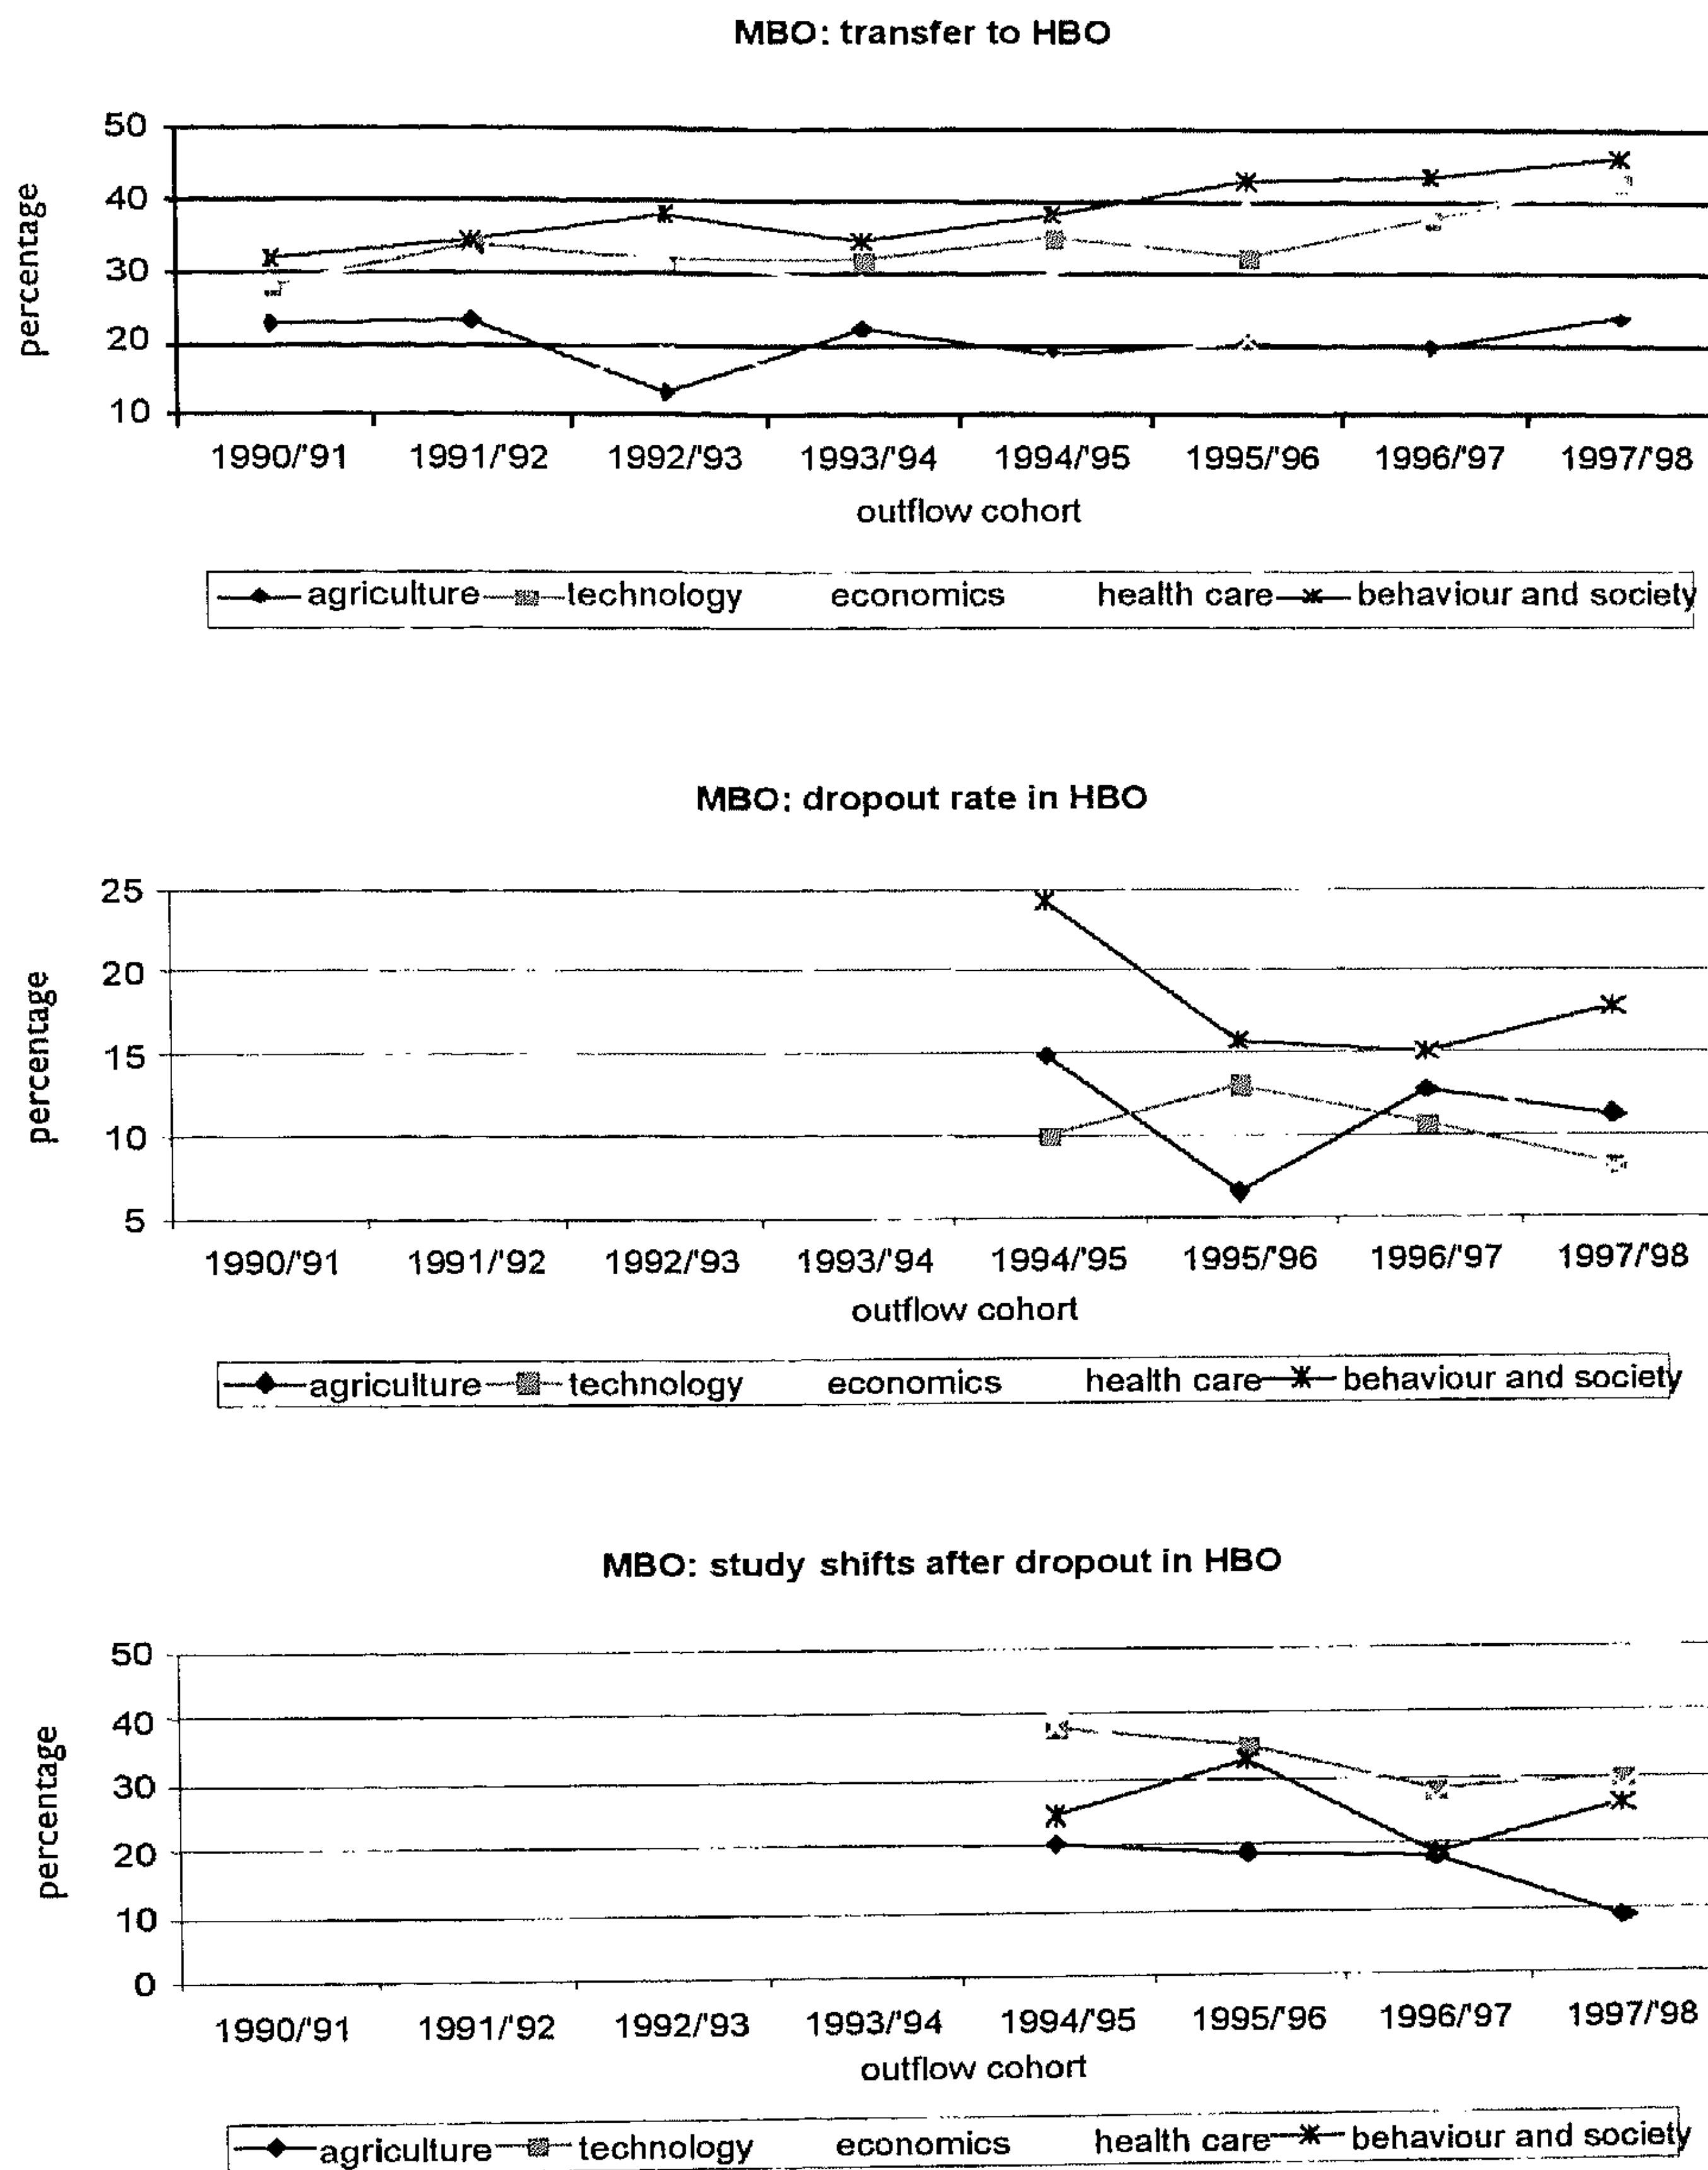 MBO: transfer to HBO
50
40
30
20
10
percentage
1990/'91 1991/'92 1992/'93 1993/'94 1994/'95 1995/'96 1996/'97 1997/'98
outflow cohort
agriculture technology economics health care behaviour and society
MBO: dropout rate in HBO
25
20
15
10
5
percentage
1990/'91 1991/'92 1992/'93 1993/'94 1994/'95 1995/'96 1996/'97 1997/'98
outflow cohort
agriculture technology economics health care behaviour and society
MBO: study shifts after dropout in HBO
50
40
30
20
10
0
percentage
1990/'91 1991/'92 1992/'93 1993/'94 1994/'95 1995/'96 1996/'97 1997/'98
outflow cohort
agriculture technology economics health care behaviour and society